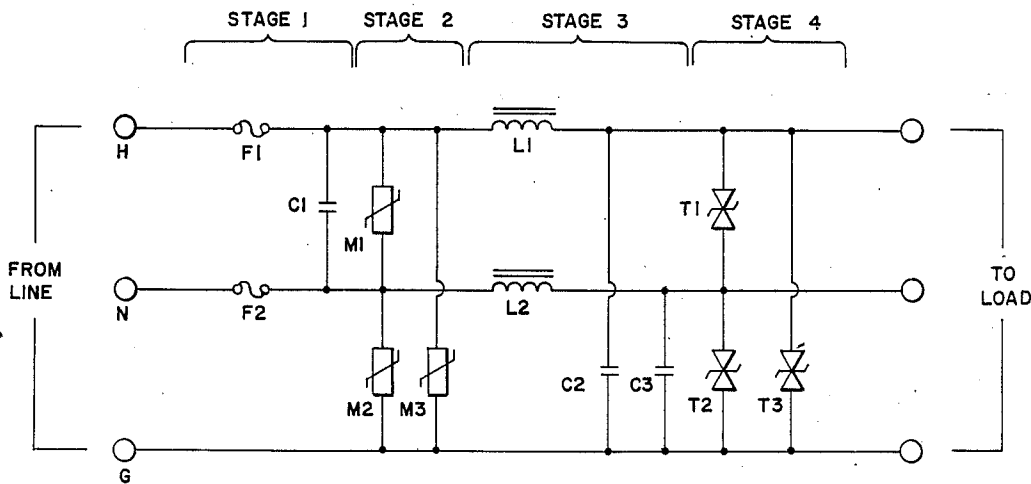 STAGE 1
STAGE 2
STAGE 3
STAGE 4
H
F1
L1
C1
M1
T1
FROM
LINE
N
F2
L2
TO
LOAD
M2
M3
C2
C3
T2
T3
G